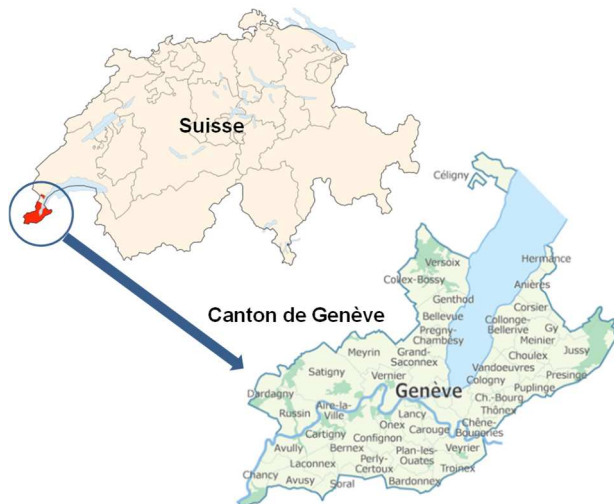 Suisse
Canton de Genève
Céligny
Versoix
Collex-Bossy
Hermance
Genthod
Anières
Bellevue
Corsier
Pregny-
Chambésy
Collonge-
Bellerive
Gy
Meinier
Jussy
Meyrin
Grand-
Saconnex
Choulex
Vandoeuvres
Presinge
Satigny
Vernier
Genève
Cologny
Puplinge
Dardagny
Aire-la-
Ville
Ch.-Bourg
Thônex
Russin
Lancy
Onex
Carouge
Chêne-
Bougeries
Cartigny
Confignon
Avully
Bernex
Plan-les-
Ouates
Veyrier
Laconnex
Perly-
Certoux
Troinex
Chancy
Avusy
Soral
Bardonnex